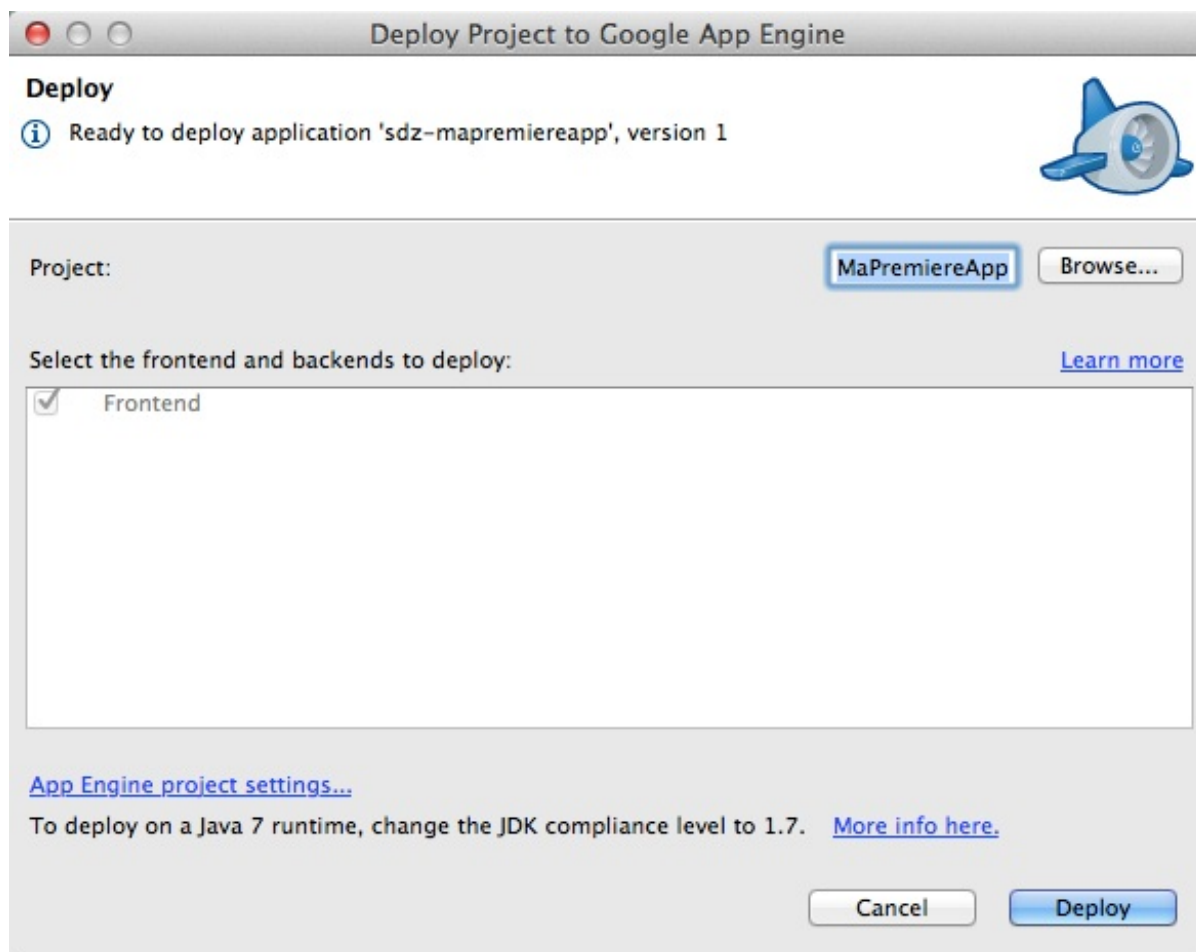 Deploy Project to Google App Engine
Deploy
Ready to deploy application 'sdz-mapremiereapp', version 1
Project:
MaPremiereApp
Browse...
Select the frontend and backends to deploy:
Learn more
Frontend
App Engine project settings...
To deploy on a Java 7 runtime, change the JDK compliance level to 1.7. More info here.
Cancel
Deploy